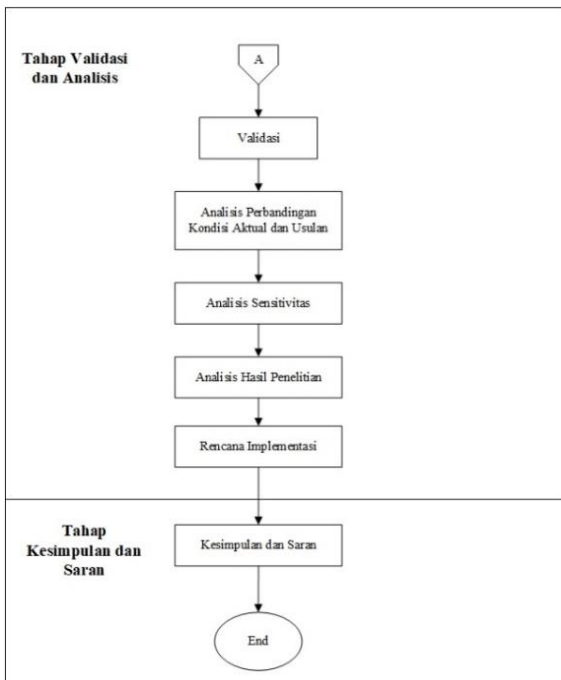 Tahap Validasi
dan Analisis
A
Validasi
Analisis Perbandingan
Kondisi Aktual dan Usulan
Analisis Sensitivitas
Analisis Hasil Penelitian
Rencana Implementasi
Tahap
Kesimpulan dan
Saran
Kesimpulan dan Saran
End